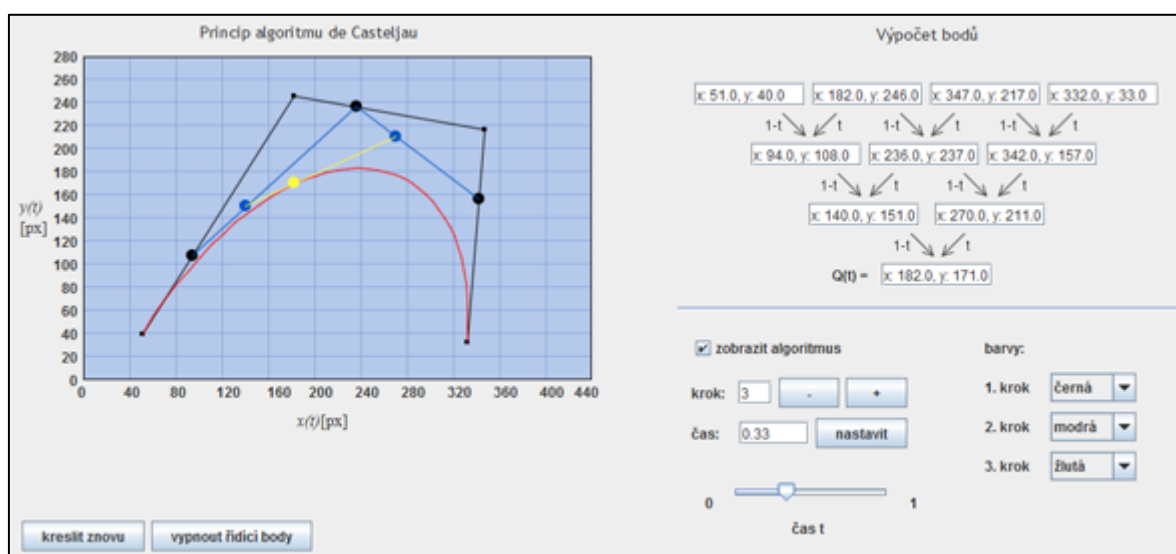 Princip algoritmu de Casteljau
280
260
240
220
200
180
160
140
120
100
80
60
40
20
0
y(t)
[px]
0 40 80 120 160 200 240 280 320 360 400 440
x(t)[px]
kreslit znovu
vypnout řídící body
Výpočet bodů
x: 51.0, y: 40.0 x: 182.0, y: 246.0 x: 347.0, y: 217.0 x: 332.0, y: 33.0
1-t t 1-t t 1-t t
x: 94.0, y: 108.0 x: 236.0, y: 237.0 x: 342.0, y: 157.0
1-t t 1-t t
x: 140.0, y: 151.0 x: 270.0, y: 211.0
1-t t
Q(t) = x: 182.0, y: 171.0
zobrazit algoritmus
krok: 3 - +
čas: 0.33 nastavit
0 1
čas t
barvy:
1. krok černá
2. krok modrá
3. krok žlutá